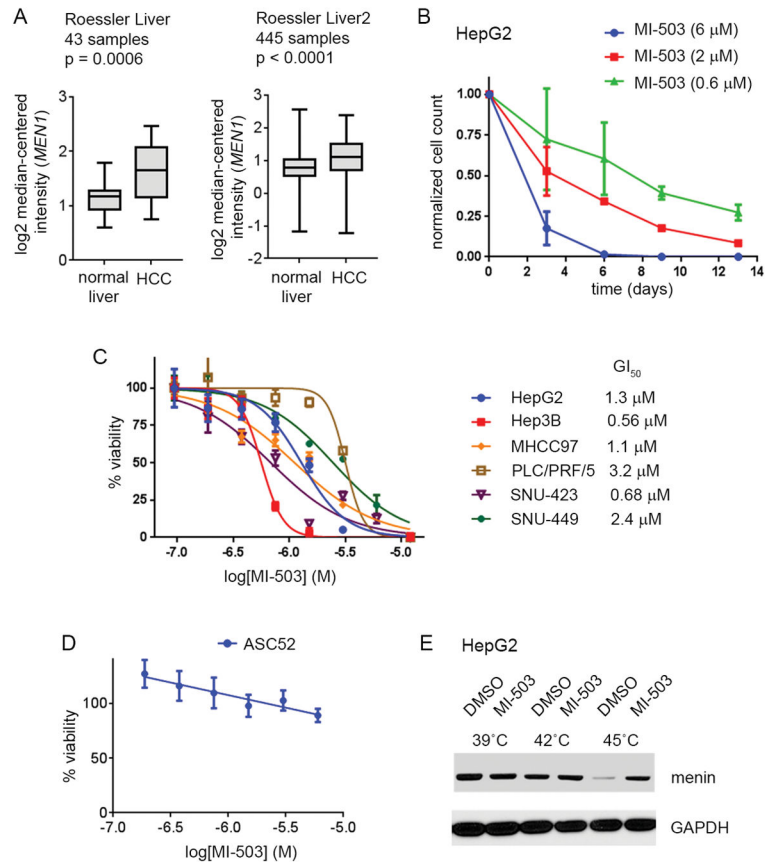 A
Roessler Liver
43 samples
p = 0.0006
Roessler Liver2
445 samples
p < 0.0001
log2 median-centered
intensity (MEN1)
3
2
1
0
normal
liver
HCC
log2 median-centered
intensity (MEN1)
3
2
1
0
-1
-2
normal
liver
HCC
B
HepG2
MI-503 (6 μM)
MI-503 (2 μM)
MI-503 (0.6 μM)
normalized cell count
1.00
0.75
0.50
0.25
0
0 2 4 6 8 10 12 14
time (days)
C
% viability
100
75
50
25
0
-7.0 -6.5 -6.0 -5.5 -5.0
log[MI-503] (M)
GI50
HepG2 1.3 μM
Hep3B 0.56 μM
MHCC97 1.1 μM
PLC/PRF/5 3.2 μM
SNU-423 0.68 μM
SNU-449 2.4 μM
D
ASC52
% viability
100
50
0
-7.0 -6.5 -6.0 -5.5 -5.0
log[MI-503] (M)
E
HepG2
DMSO MI-503 DMSO MI-503 DMSO MI-503
39°C 42°C 45°C
menin
GAPDH